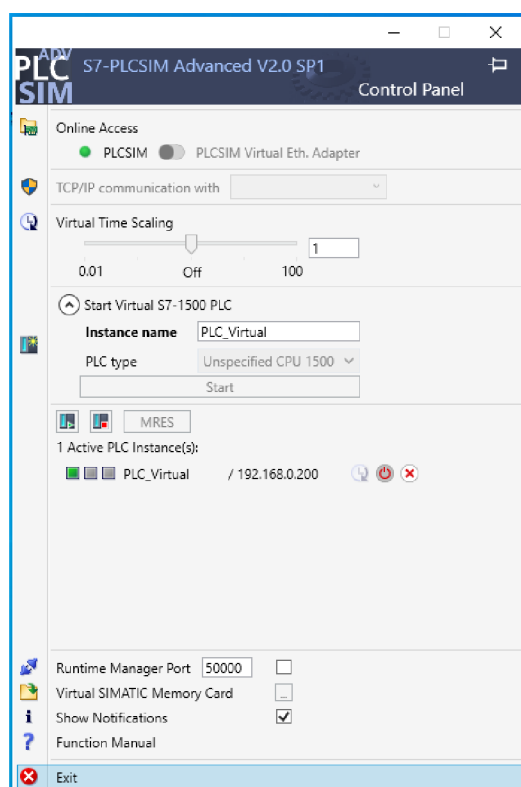 PLC ADV
SIM
S7-PLCSIM Advanced V2.0 SP1
Control Panel
Online Access
PLCSIM PLCSIM Virtual Eth. Adapter
TCP/IP communication with
Virtual Time Scaling
1
0.01 Off 100
Start Virtual S7-1500 PLC
Instance name PLC_Virtual
PLC type Unspecified CPU 1500
Start
MRES
1 Active PLC Instance(s):
PLC_Virtual / 192.168.0.200
Runtime Manager Port 50000
Virtual SIMATIC Memory Card ...
Show Notifications
Function Manual
Exit